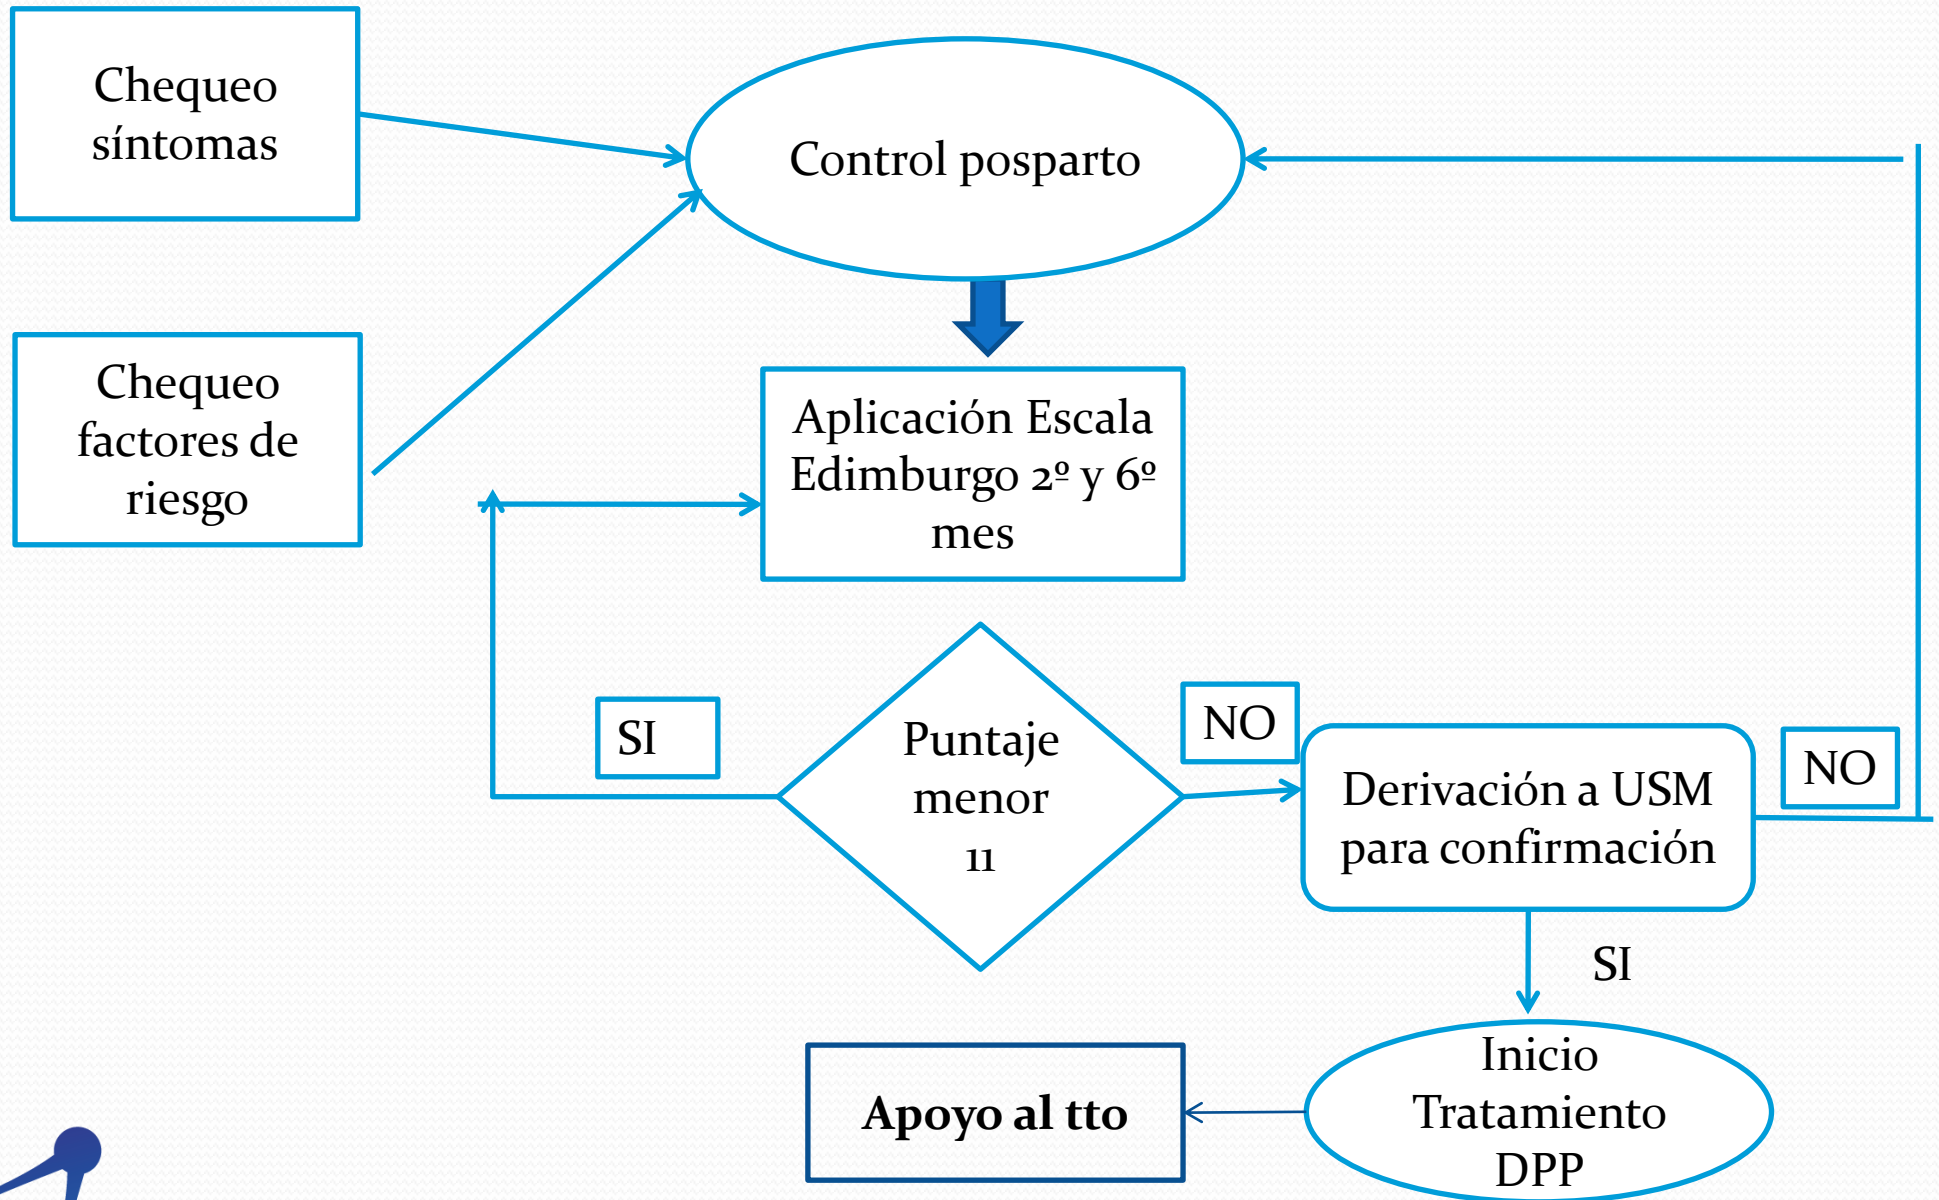 Chequeo
síntomas
Control posparto
Chequeo
factores de
riesgo
Aplicación Escala
Edimburgo 2º y 6º
mes
SI
Puntaje
menor
11
NO
Derivación a USM
para confirmación
NO
SI
Inicio
Tratamiento
DPP
Apoyo al tto